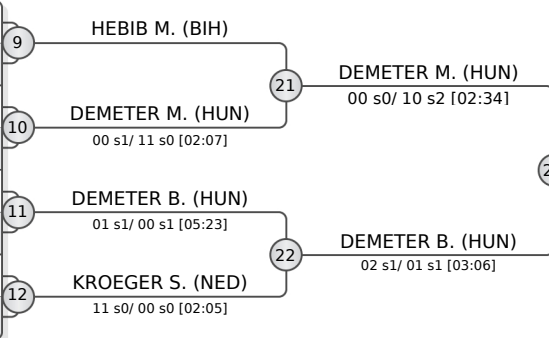 9
HEBIB M. (BIH)
21
DEMETER M. (HUN)
00 s0/ 10 s2 [02:34]
10
DEMETER M. (HUN)
00 s1/ 11 s0 [02:07]
11
DEMETER B. (HUN)
01 s1/ 00 s1 [05:23]
22
DEMETER B. (HUN)
02 s1/ 01 s1 [03:06]
12
KROEGER S. (NED)
11 s0/ 00 s0 [02:05]